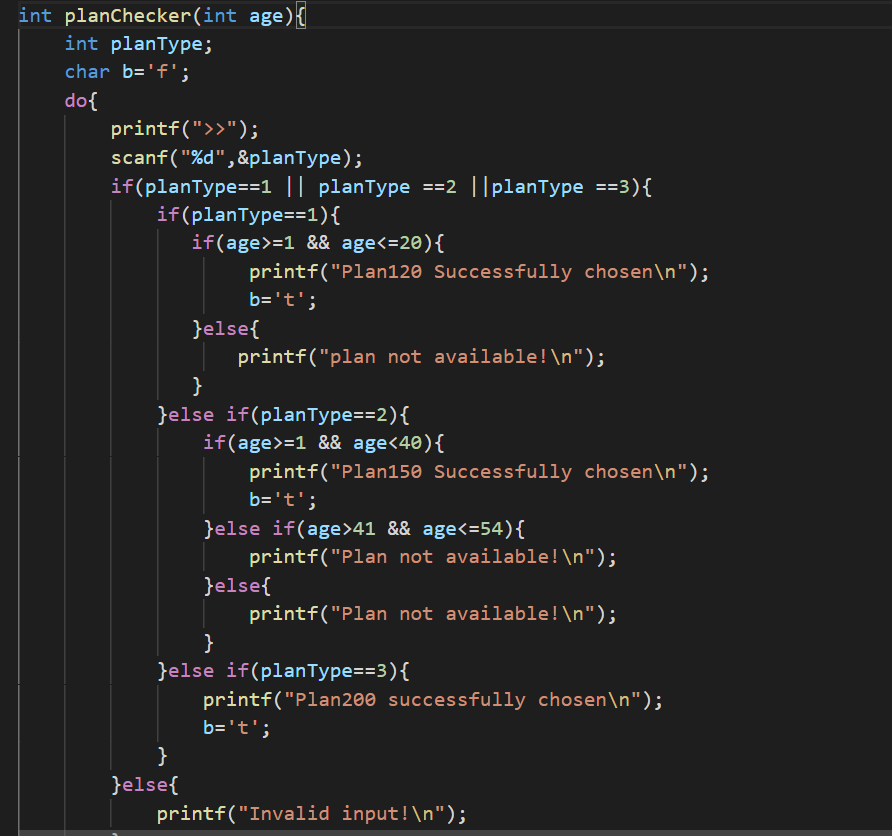 int planChecker(int age){
    int planType;
    char b='f';
    do{
        printf(">>");
        scanf("%d",&planType);
        if(planType==1 || planType ==2 ||planType ==3){
            if(planType==1){
               if(age>=1 && age<=20){
                    printf("Plan120 Successfully chosen\n");
                    b='t';
               }else{
                   printf("plan not available!\n");
               }
            }else if(planType==2){
                if(age>=1 && age<40){
                    printf("Plan150 Successfully chosen\n");
                    b='t';
                }else if(age>41 && age<=54){
                    printf("Plan not available!\n");
                }else{
                    printf("Plan not available!\n");
                }
            }else if(planType==3){
                printf("Plan200 successfully chosen\n");
                b='t';
            }
        }else{
            printf("Invalid input!\n");